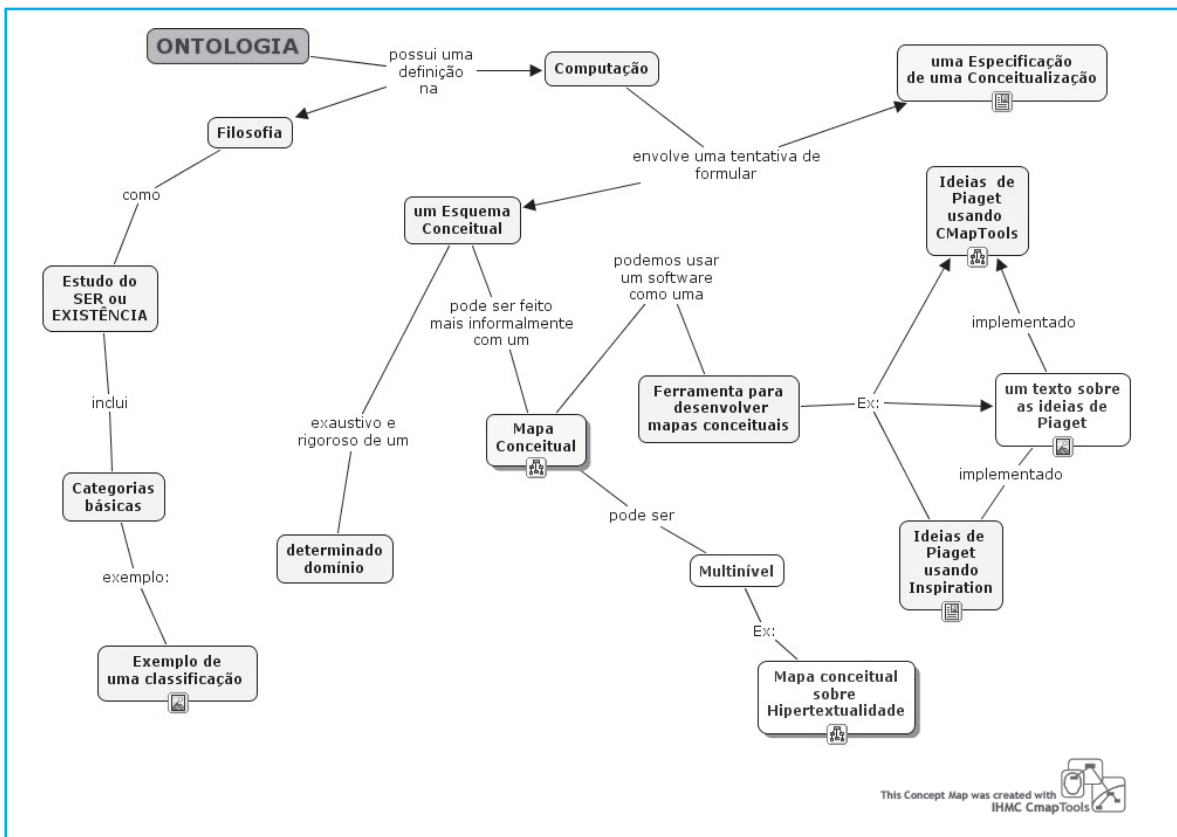 ONTOLOGIA
possui uma
definição
na
Computação
uma Especificação
de uma Conceitualização
Filosofia
envolve uma tentativa de
formular
como
um Esquema
Conceitual
Ideias de
Piaget
usando
CMapTools
Estudo do
SER ou
EXISTÊNCIA
podemos usar
um software
como uma
pode ser feito
mais informalmente
com um
implementado
inclui
Ferramenta para
desenvolver
mapas conceituais
Ex:
um texto sobre
as ideias de
Piaget
exaustivo e
rigoroso de um
Mapa
Conceitual
implementado
Categorias
básicas
pode ser
determinado
domínio
Multinível
Ideias de
Piaget
usando
Inspiration
exemplo:
Ex:
Exemplo de
uma classificação
Mapa conceitual
sobre
Hipertextualidade
This Concept Map was created with
IHMC CmapTools